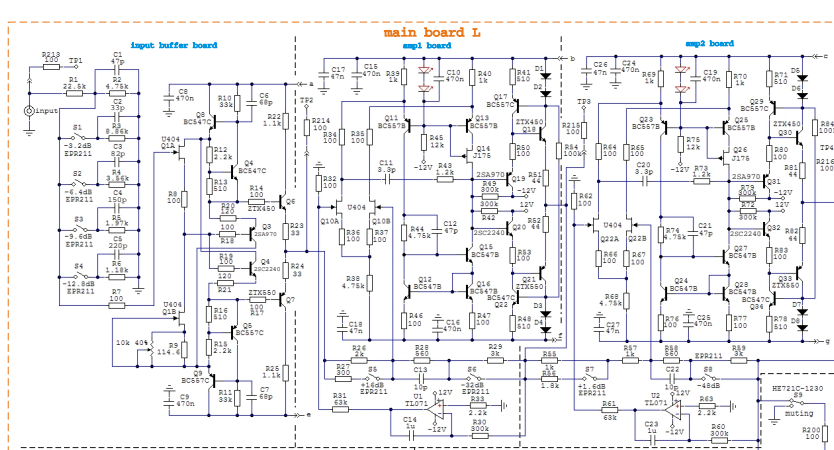 main board L
input buffer board
amp1 board
amp2 board
R213
100
TP1
C1
47p
R1
22.5k
R2
4.75k
C2
33p
input
S1
-3.2dB
EPR211
R3
8.86k
C3
82p
S2
-6.4dB
EPR211
R4
3.56k
C4
150p
S3
-9.6dB
EPR211
R5
1.97k
C5
220p
S4
-12.8dB
EPR211
R6
1.18k
R7
100
C8
470n
R10
33k
C6
68p
Q8
BC547C
R22
1.1k
U404
Q1A
R12
2.2k
Q4
BC547C
R13
510
R14
100
ZTX450
Q6
R8
100
R20
120
100
R18
Q3
2SA970
R23
33
R19
100
Q4
2SC2240
120
R21
R24
33
ZTX550
100
R17
Q7
U404
Q1B
R16
510
Q5
BC557C
10k 40%
R9
114.6
R15
2.2k
R25
1.1k
Q9
BC557C
C9
470n
R11
33k
C7
68p
a
e
TP2
R214
100
C17
47n
C15
470n
R39
1k
C10
470n
R40
1k
R41
510
D1
D2
Q17
BC557C
Q11
BC557B
Q13
BC557B
ZTX450
Q18
R34
100
R35
100
R45
12k
-12V
Q14
J175
R50
100
R32
100
C11
3.3p
R43
1.2k
2SA970
Q19
R51
44
R49
300k
-12V
12V
300k
R42
U404
Q10A
Q10B
R36
100
R37
100
R44
4.75k
C12
47p
2SC2240
Q20
R52
44
Q15
BC547B
R53
100
R38
4.75k
Q12
BC547B
Q16
BC547B
Q21
ZTX550
BC547C
Q22
C18
47n
R46
100
C16
470n
R47
100
R48
510
D3
D4
b
f
R26
2k
R28
560
R29
3k
R27
300
S5
+16dB
EPR211
C13
10p
S6
-32dB
EPR211
R31
63k
U1
TL071
12V
-12V
R33
2.2k
C14
1u
R30
300k
TP3
R215
100
R54
100k
C26
47n
C24
470n
R69
1k
C19
470n
R70
1k
R71
510
D5
D6
Q29
BC557C
Q23
BC557B
Q25
BC557B
ZTX450
Q30
R84
100
TP4
R216
100
R64
100
R65
100
R75
12k
-12V
Q26
J175
R80
100
R81
44
R62
100
C20
3.3p
R73
1.2k
2SA970
Q31
R79
300k
-12V
R72
300k
12V
U404
Q22A
Q22B
R66
100
R67
100
R74
4.75k
C21
47p
2SC2240
Q32
R82
44
Q27
BC547B
R83
100
R68
4.75k
Q24
BC547B
Q28
BC547B
Q33
ZTX550
BC547C
Q34
C27
47n
R76
100
C25
470n
R77
100
R78
510
D7
D8
c
g
R55
1k
R56
1.8k
S7
+1.6dB
EPR211
R57
1k
R58
560
EPR211
R59
3k
C22
10p
S8
-48dB
R61
63k
U2
TL071
12V
-12V
R63
2.2k
C23
1u
R60
300k
HE721C-1230
S9
muting
R200
100